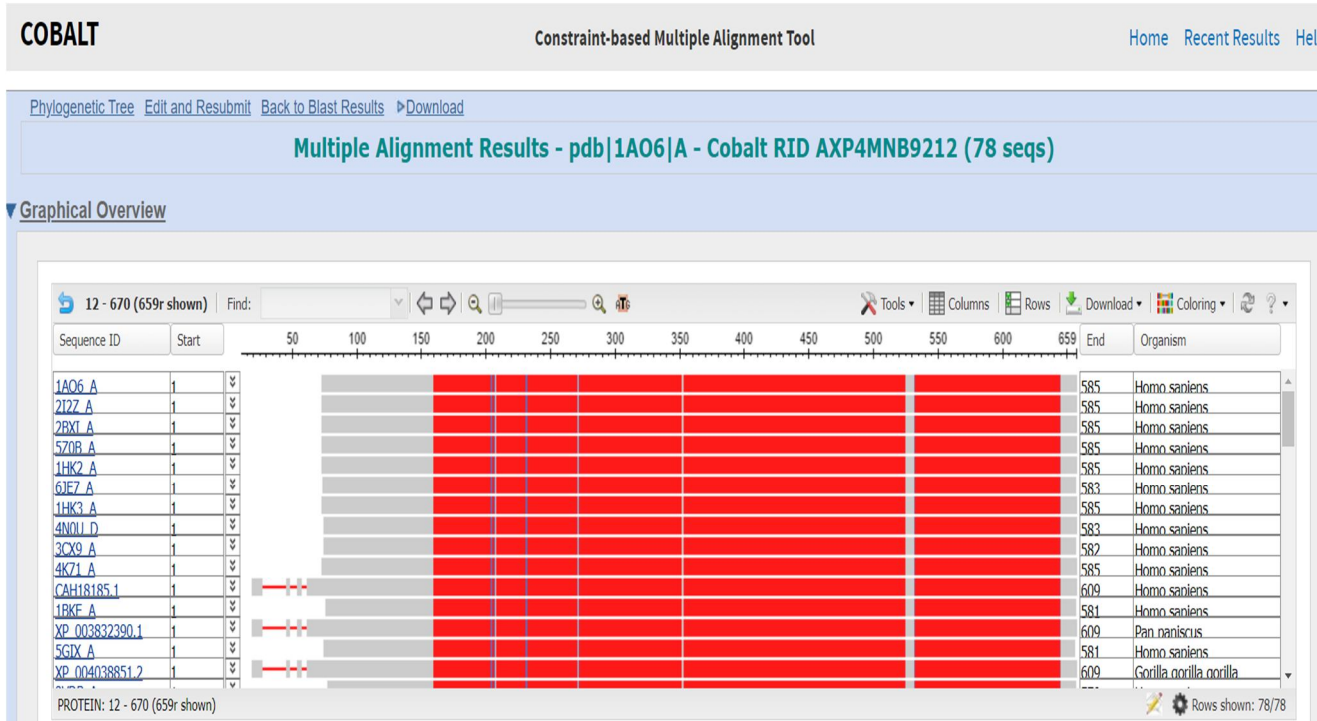 COBALT Constraint-based Multiple Alignment Tool Home Recent Results Hel
Phylogenetic Tree Edit and Resubmit Back to Blast Results Download
Multiple Alignment Results - pdb|1AO6|A - Cobalt RID AXP4MNB9212 (78 seqs)
Graphical Overview
12 - 670 (659r shown) Find: ATG Tools Columns Rows Download Coloring ?
Sequence ID Start 50 100 150 200 250 300 350 400 450 500 550 600 659 End Organism
1AO6_A 1 585 Homo sapiens
2I2Z_A 1 585 Homo sapiens
2BXI_A 1 585 Homo sapiens
5Z0B_A 1 585 Homo sapiens
1HK2_A 1 585 Homo sapiens
6JE7_A 1 583 Homo sapiens
1HK3_A 1 585 Homo sapiens
4N0U_D 1 583 Homo sapiens
3CX9_A 1 582 Homo sapiens
4K71_A 1 585 Homo sapiens
CAH18185.1 1 609 Homo sapiens
1BKE_A 1 581 Homo sapiens
XP_003832390.1 1 609 Pan paniscus
5GIX_A 1 581 Homo sapiens
XP_004038851.2 1 609 Gorilla gorilla gorilla
PROTEIN: 12 - 670 (659r shown) Rows shown: 78/78